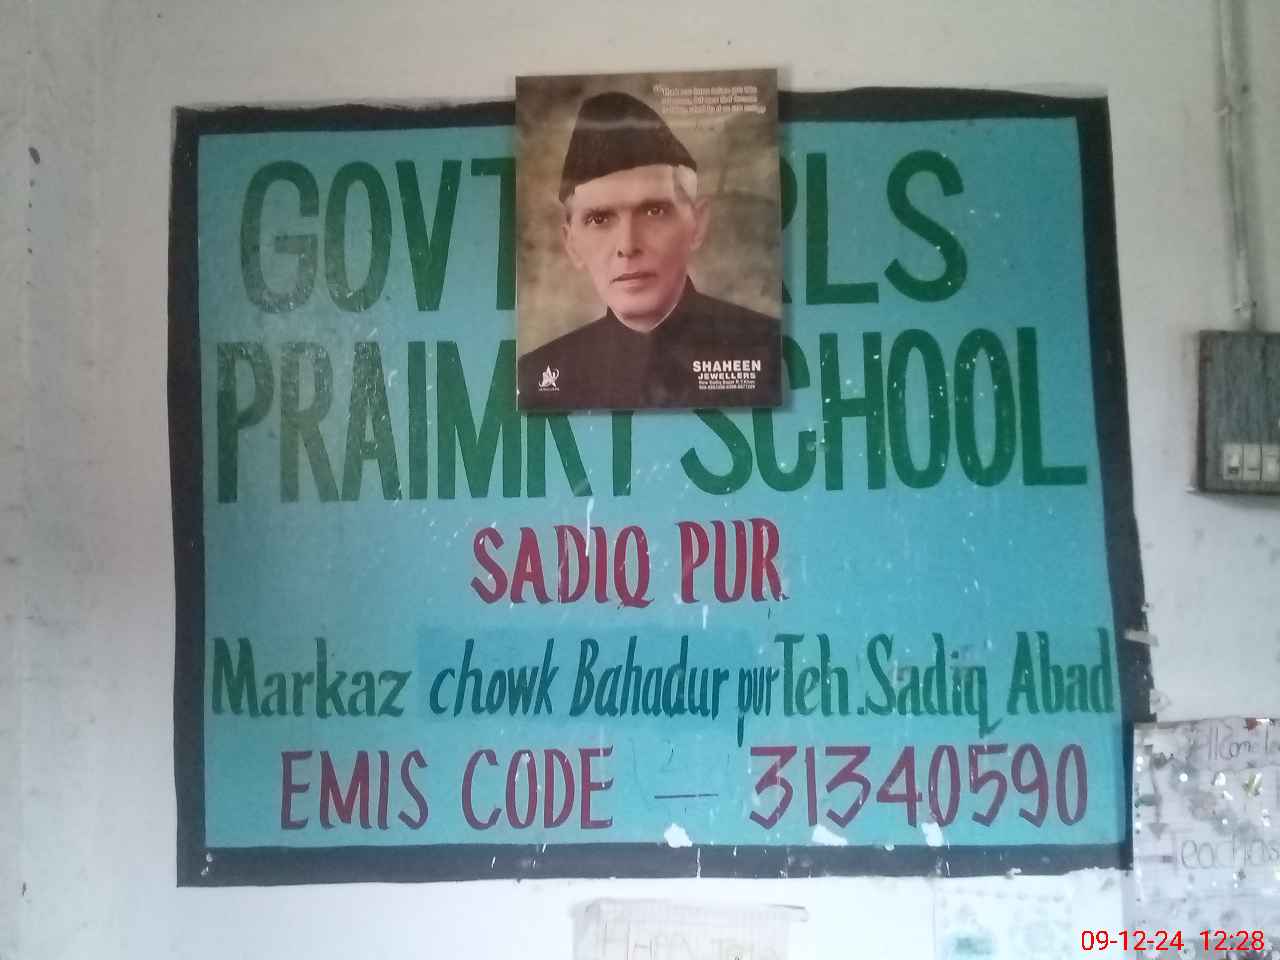 GOVT RLS
PRAIMRY SCHOOL
SADIQ PUR
Markaz chowk Bahadur pur Teh. Sadiq Abad
EMIS CODE — 31340590
SHAHEEN
JEWELLERS
09-12-24 12:28